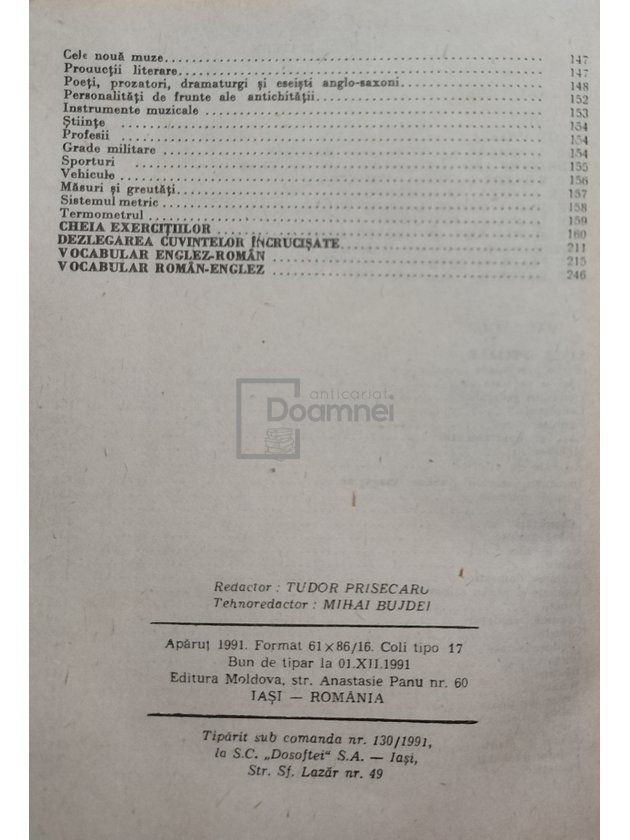 Cele nouă muze 147
Producții literare 147
Poeți, prozatori, dramaturgi și eseiști anglo-saxoni 148
Personalități de frunte ale antichității 152
Instrumente muzicale 153
Științe 154
Profesii 154
Grade militare 154
Sporturi 155
Vehicule 156
Măsuri și greutăți 157
Sistemul metric 158
Termometrul 159
CHEIA EXERCIȚIILOR 160
DEZLEGAREA CUVINTELOR ÎNCRUCIȘATE 211
VOCABULAR ENGLEZ-ROMÂN 215
VOCABULAR ROMÂN-ENGLEZ 246
anticariat
Doamnei
Redactor : TUDOR PRISECARU
Tehnoredactor : MIHAI BUJDEI
Apărut 1991. Format 61×86/16. Coli tipo 17
Bun de tipar la 01.XII.1991
Editura Moldova, str. Anastasie Panu nr. 60
IAȘI — ROMÂNIA
Tipărit sub comanda nr. 130/1991,
la S.C. „Dosoftei" S.A. — Iași,
Str. Sf. Lazăr nr. 49